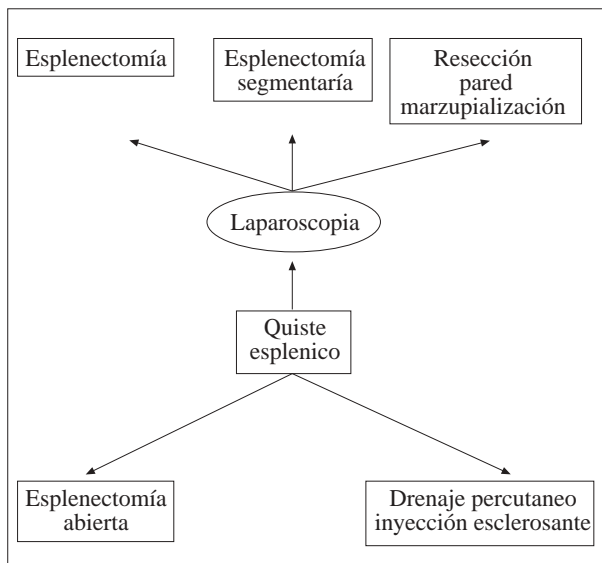 Esplenectomía
Esplenectomía
segmentaría
Resección
pared
marzupialización
Laparoscopia
Quiste
esplenico
Esplenectomía
abierta
Drenaje percutaneo
inyección esclerosante